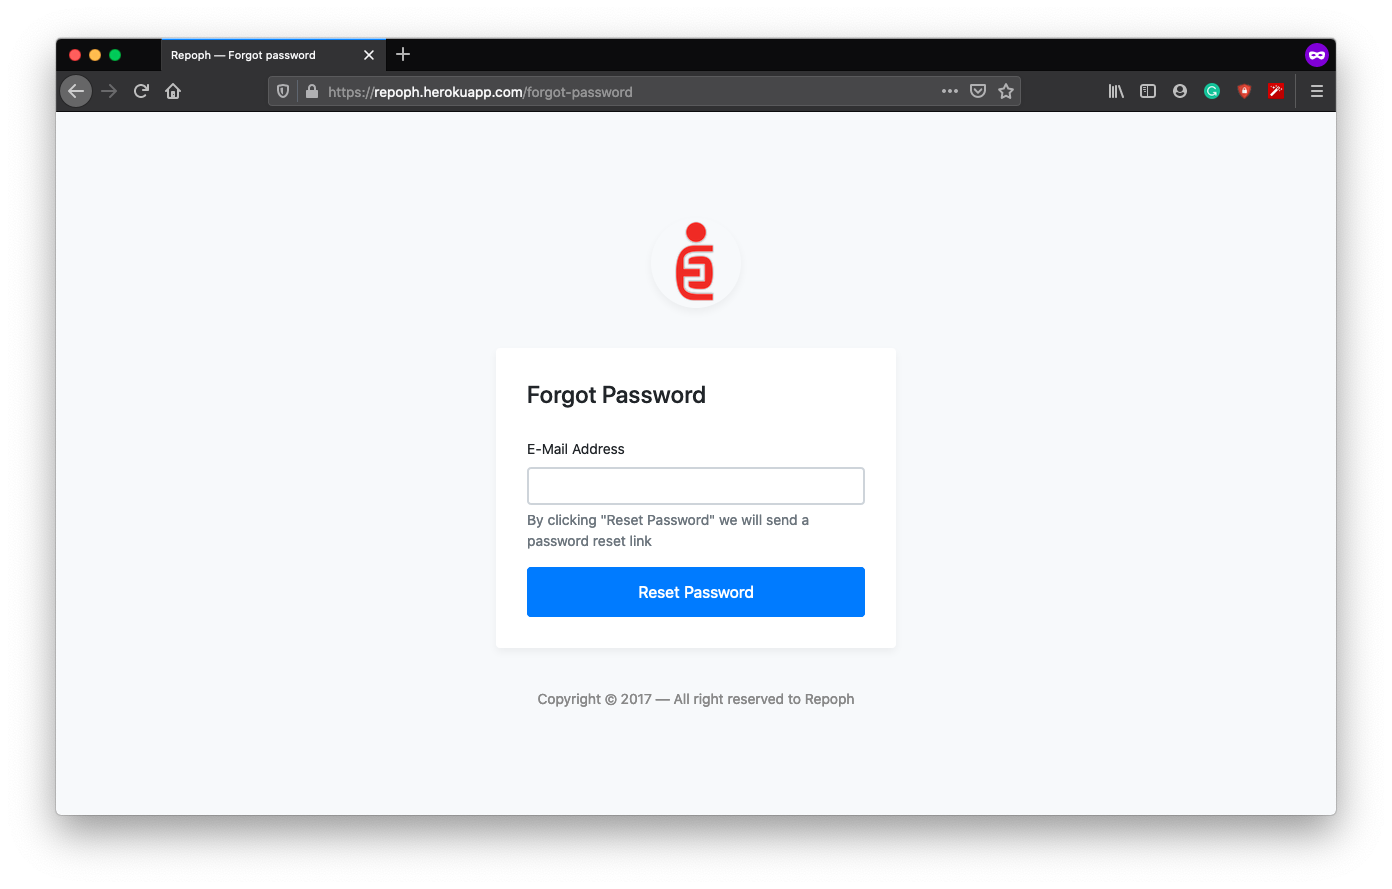 Repoph — Forgot password
https://repoph.herokuapp.com/forgot-password
Forgot Password
E-Mail Address
By clicking "Reset Password" we will send a
password reset link
Reset Password
Copyright © 2017 — All right reserved to Repoph